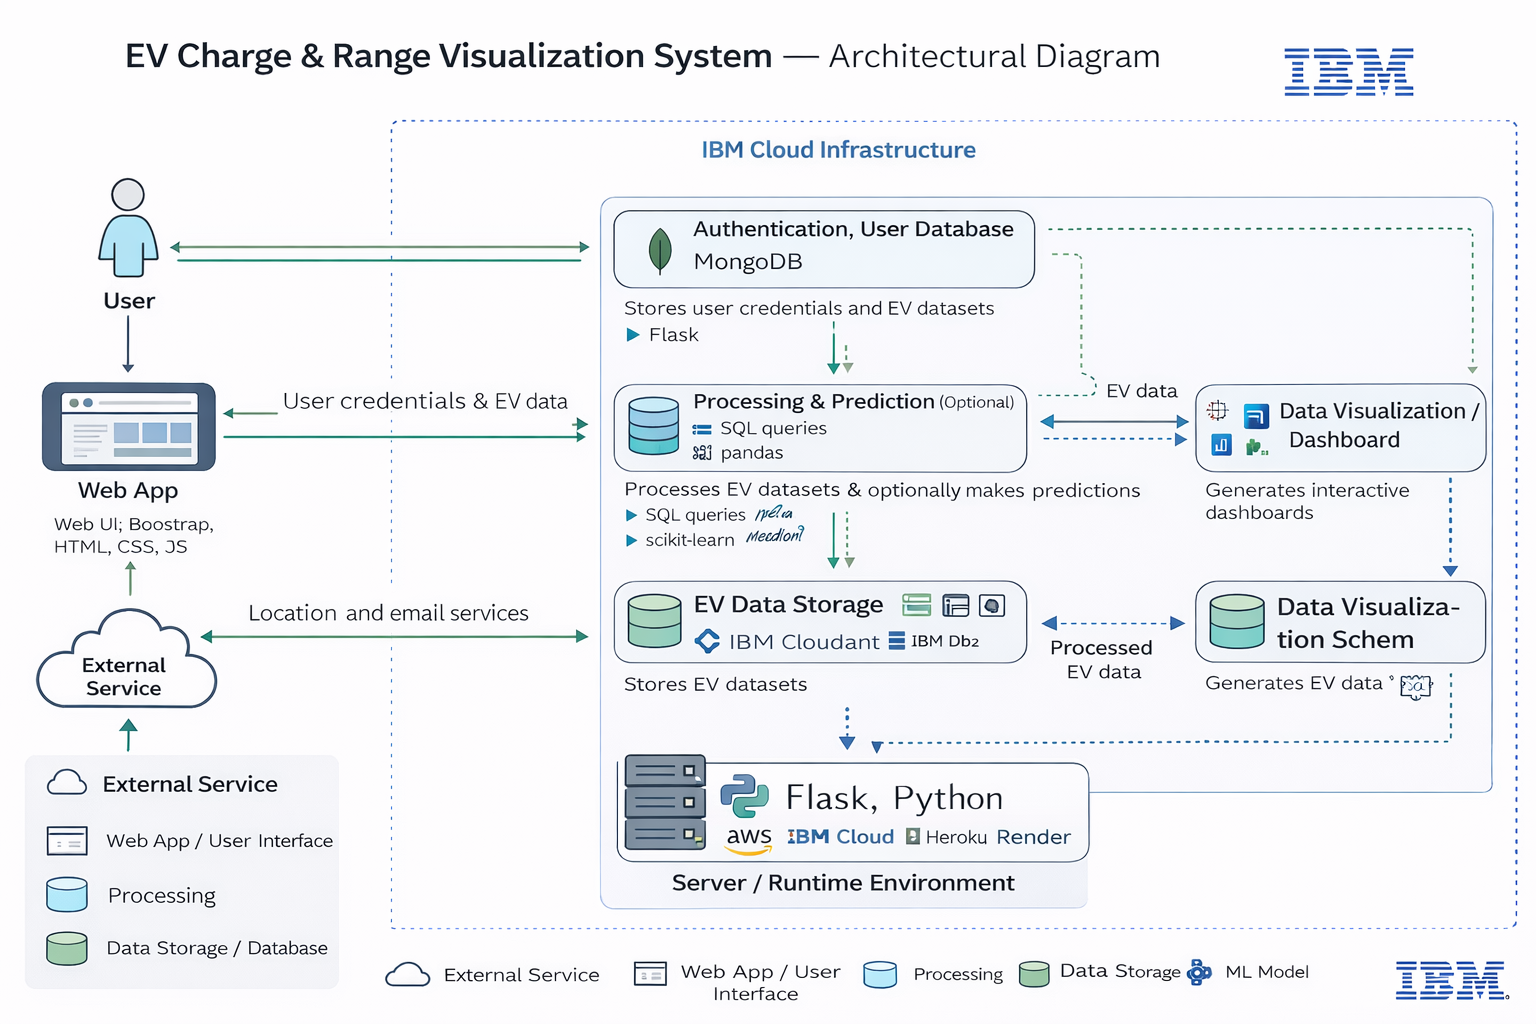 EV Charge & Range Visualization System — Architectural Diagram
IBM
IBM Cloud Infrastructure
User
Authentication, User Database
MongoDB
Stores user credentials and EV datasets
Flask
User credentials & EV data
Web App
Web UI; Boostrap,
HTML, CSS, JS
Processing & Prediction (Optional)
SQL queries
pandas
EV data
Data Visualization /
Dashboard
Processes EV datasets & optionally makes predictions
SQL queries
scikit-learn
Generates interactive
dashboards
Location and email services
External
Service
EV Data Storage
IBM Cloudant IBM Db2
Stores EV datasets
Processed
EV data
Data Visualiza-
tion Schem
Generates EV data
Flask, Python
aws IBM Cloud Heroku Render
Server / Runtime Environment
External Service
Web App / User Interface
Processing
Data Storage / Database
External Service
Web App / User
Interface
Processing
Data Storage
ML Model
IBM